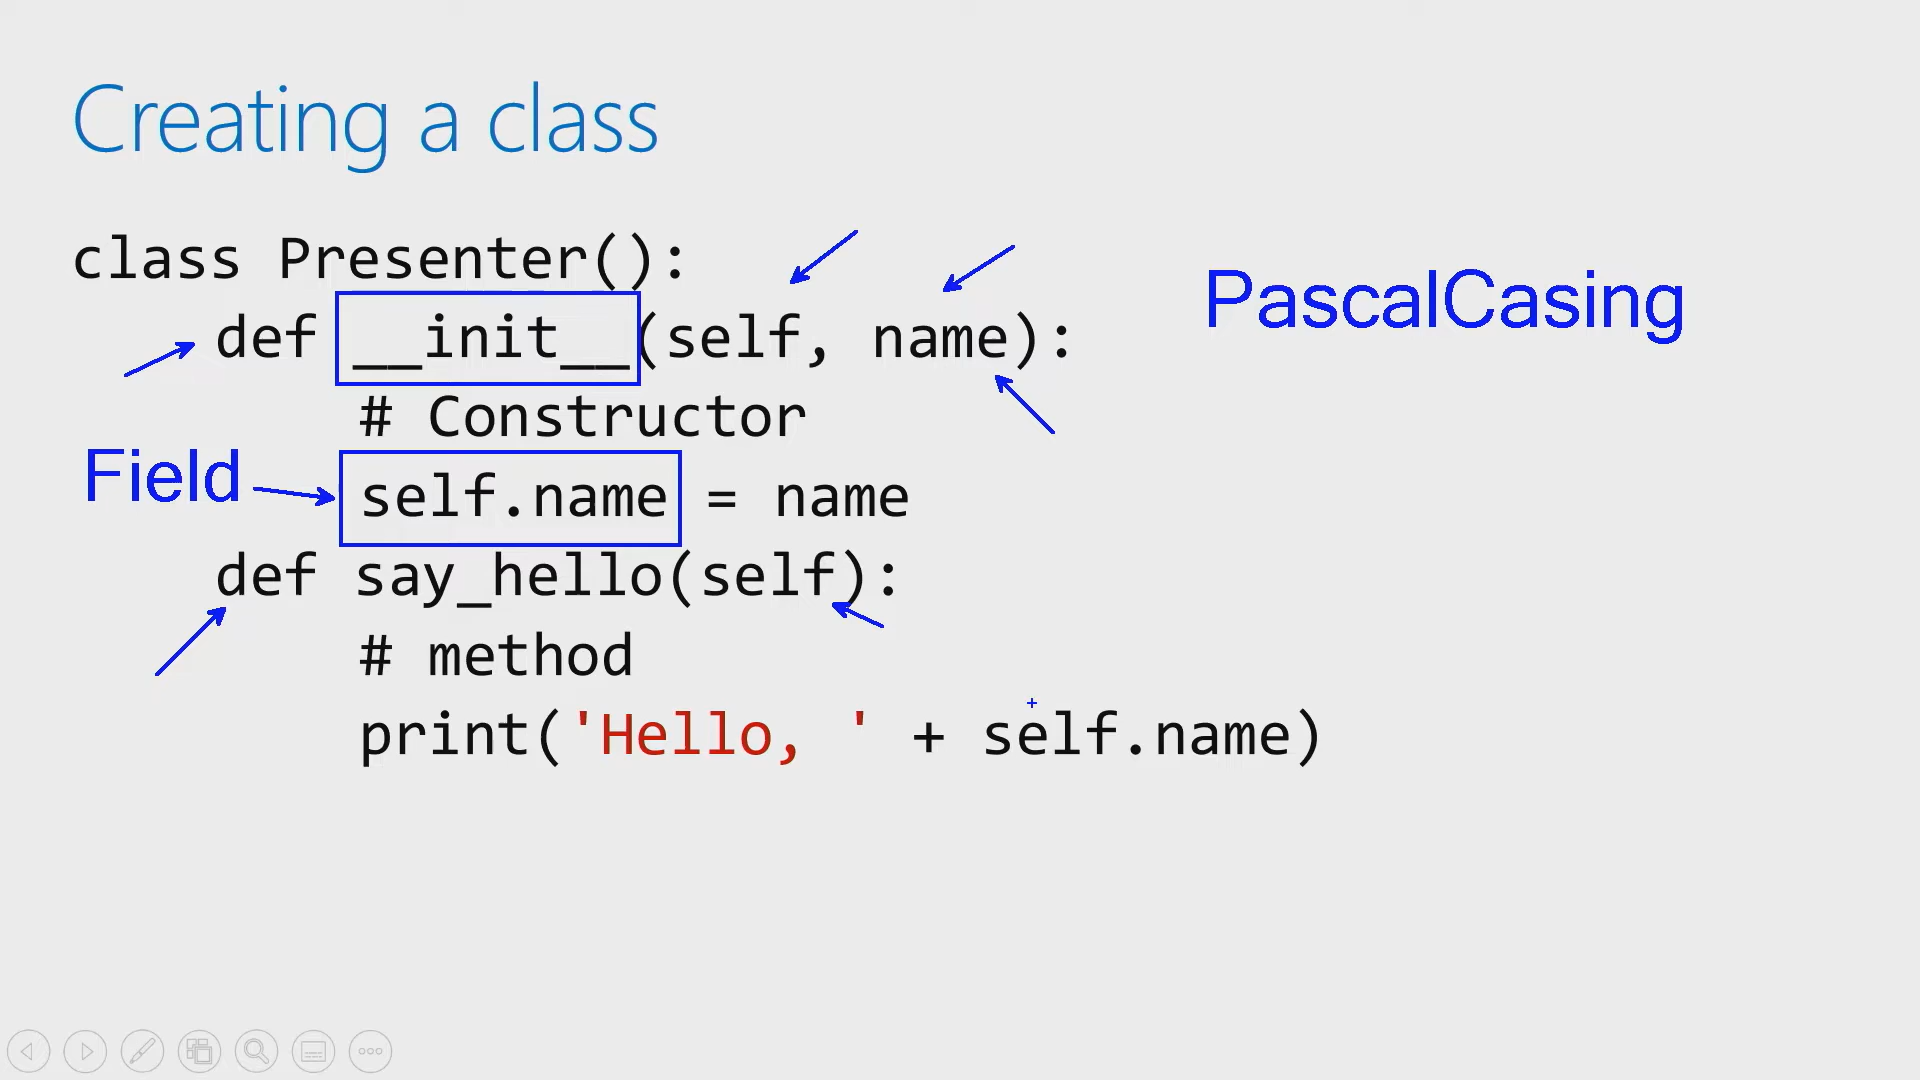 Creating a class
class Presenter():
def __init__(self, name):
PascalCasing
# Constructor
Field
self.name = name
def say_hello(self):
# method
print('Hello, ' + self.name)